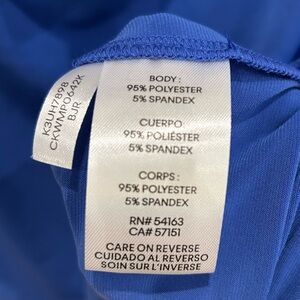 K3UH7898
CKWMP0642K
BJR
BODY :
95% POLYESTER
5% SPANDEX
CUERPO :
95% POLIÉSTER
5% SPANDEX
CORPS :
95% POLYESTER
5% SPANDEX
RN# 54163
CA# 57151
CARE ON REVERSE
CUIDADO AL REVERSO
SOIN SUR L'INVERSE